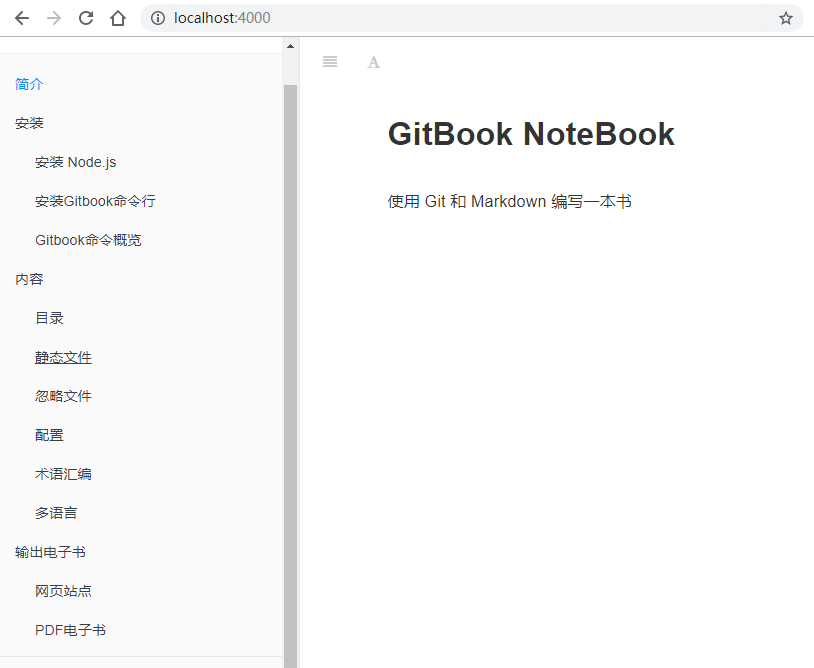 localhost:4000
简介
安装
安装 Node.js
安装Gitbook命令行
Gitbook命令概览
内容
目录
静态文件
忽略文件
配置
术语汇编
多语言
输出电子书
网页站点
PDF电子书
A
GitBook NoteBook
使用 Git 和 Markdown 编写一本书